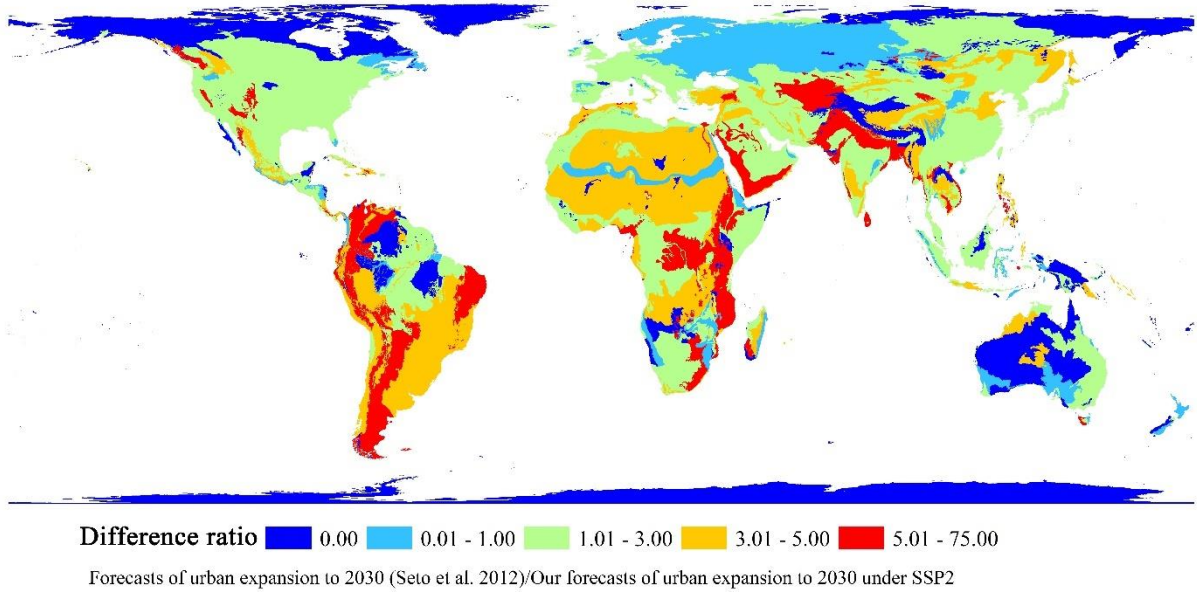 Difference ratio 0.00 0.01 - 1.00 1.01 - 3.00 3.01 - 5.00 5.01 - 75.00
Forecasts of urban expansion to 2030 (Seto et al. 2012)/Our forecasts of urban expansion to 2030 under SSP2